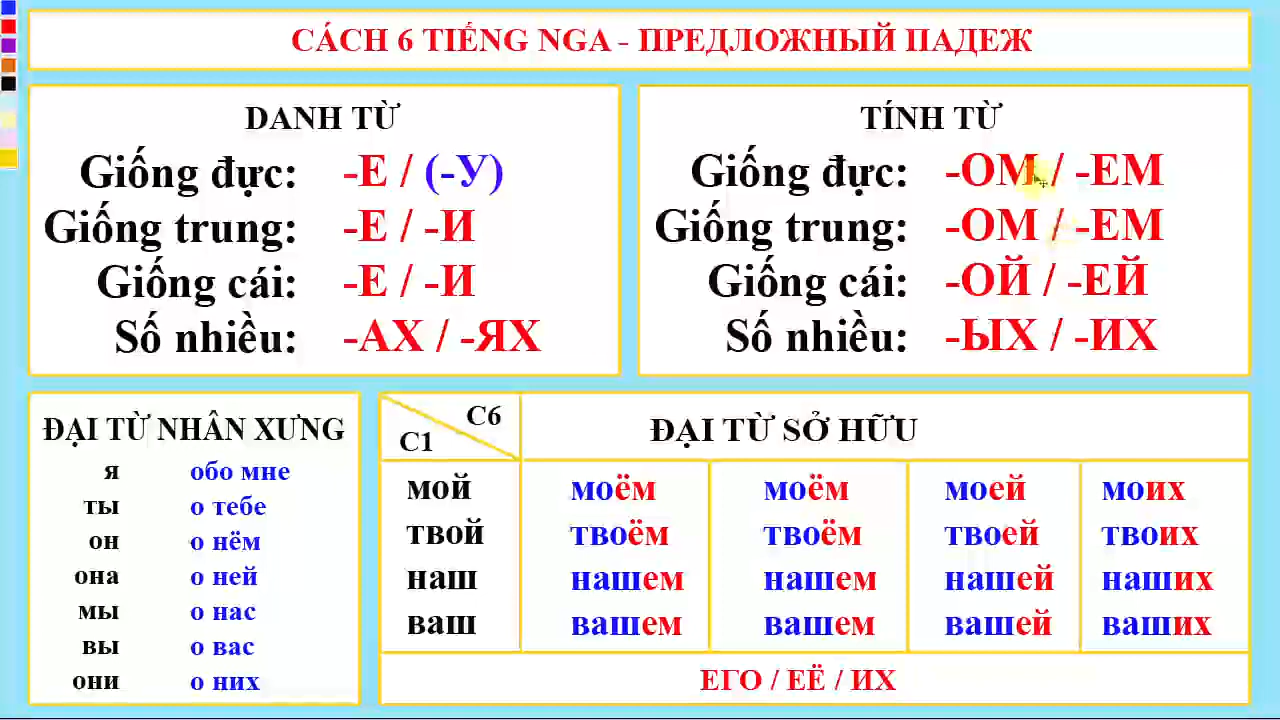 CÁCH 6 TIẾNG NGA - ПРЕДЛОЖНЫЙ ПАДЕЖ
DANH TỪ
Giống đực: -Е / (-У)
Giống trung: -Е / -И
Giống cái: -Е / -И
Số nhiều: -АХ / -ЯХ
TÍNH TỪ
Giống đực: -ОМ / -ЕМ
Giống trung: -ОМ / -ЕМ
Giống cái: -ОЙ / -ЕЙ
Số nhiều: -ЫХ / -ИХ
ĐẠI TỪ NHÂN XƯNG
я обо мне
ты о тебе
он о нём
она о ней
мы о нас
вы о вас
они о них
C6
C1
ĐẠI TỪ SỞ HỮU
мой моём моём моей моих
твой твоём твоём твоей твоих
наш нашем нашем нашей наших
ваш вашем вашем вашей ваших
ЕГО / ЕЁ / ИХ